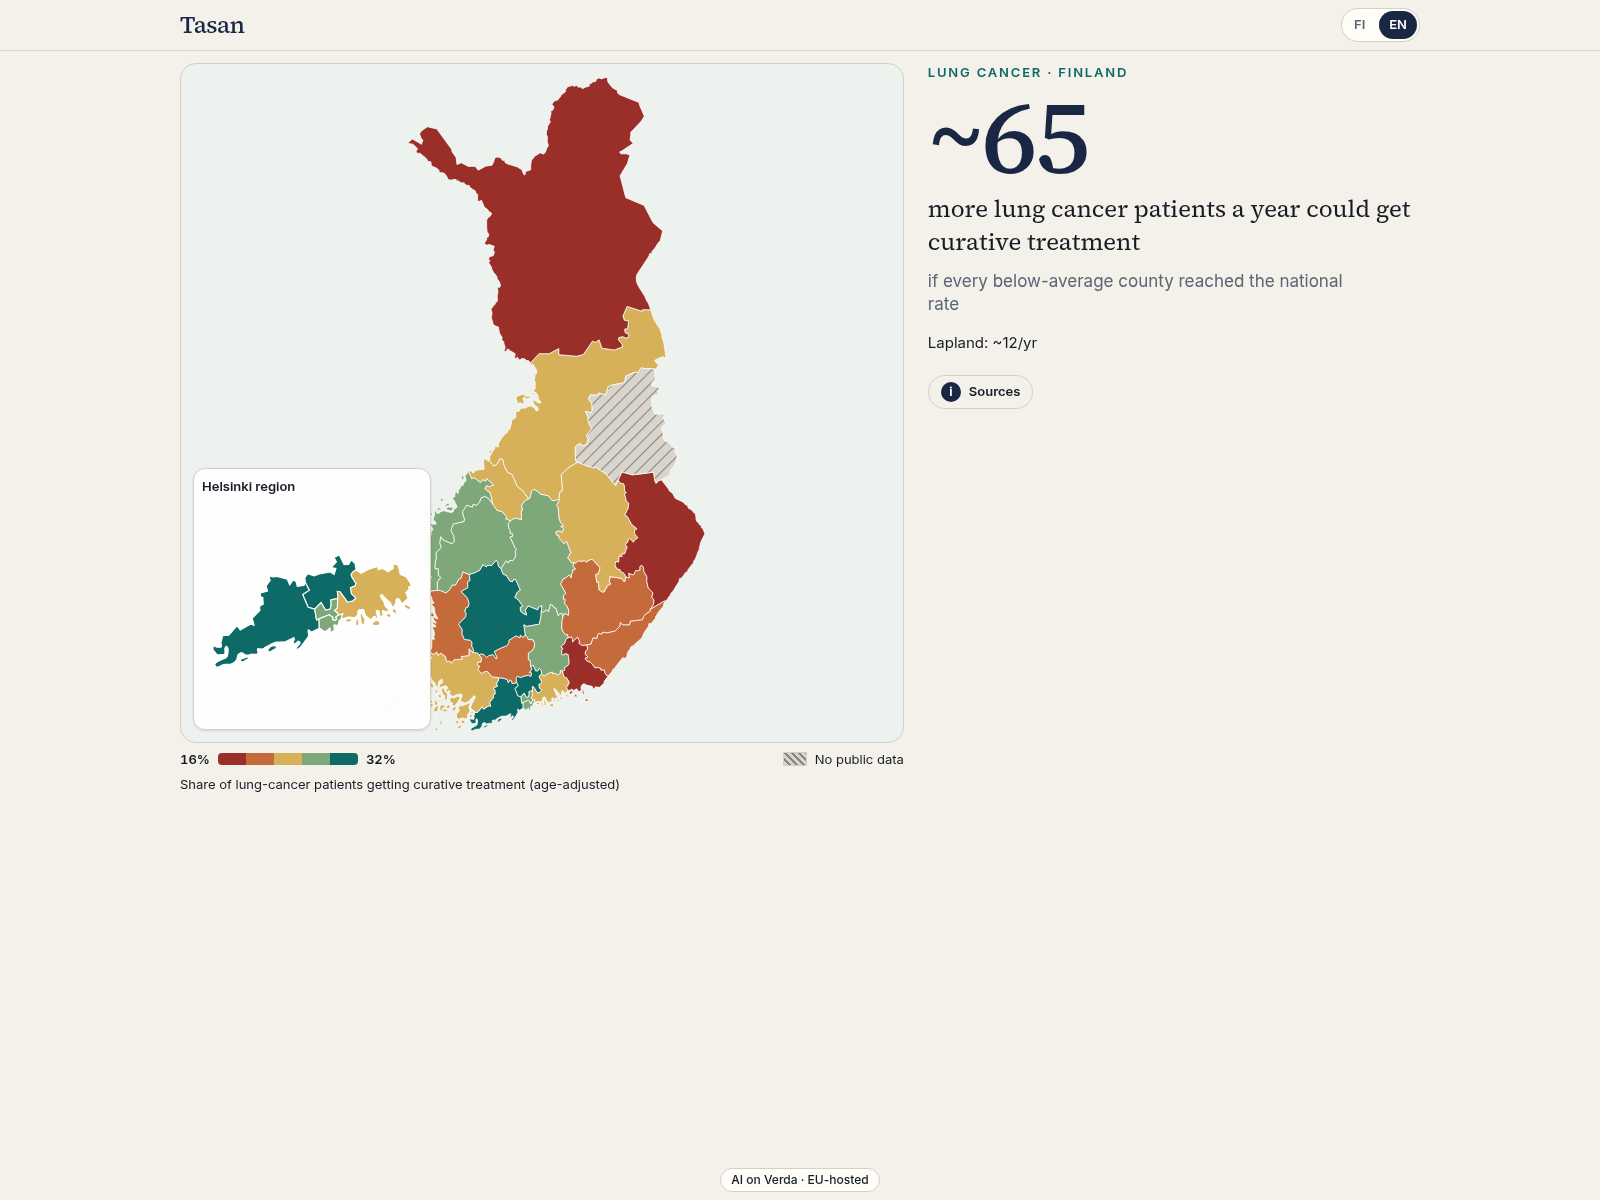 Tasan
FI
EN
LUNG CANCER · FINLAND
~65
more lung cancer patients a year could get
curative treatment
if every below-average county reached the national
rate
Lapland: ~12/yr
i Sources
Helsinki region
16%
32%
No public data
Share of lung-cancer patients getting curative treatment (age-adjusted)
AI on Verda · EU-hosted